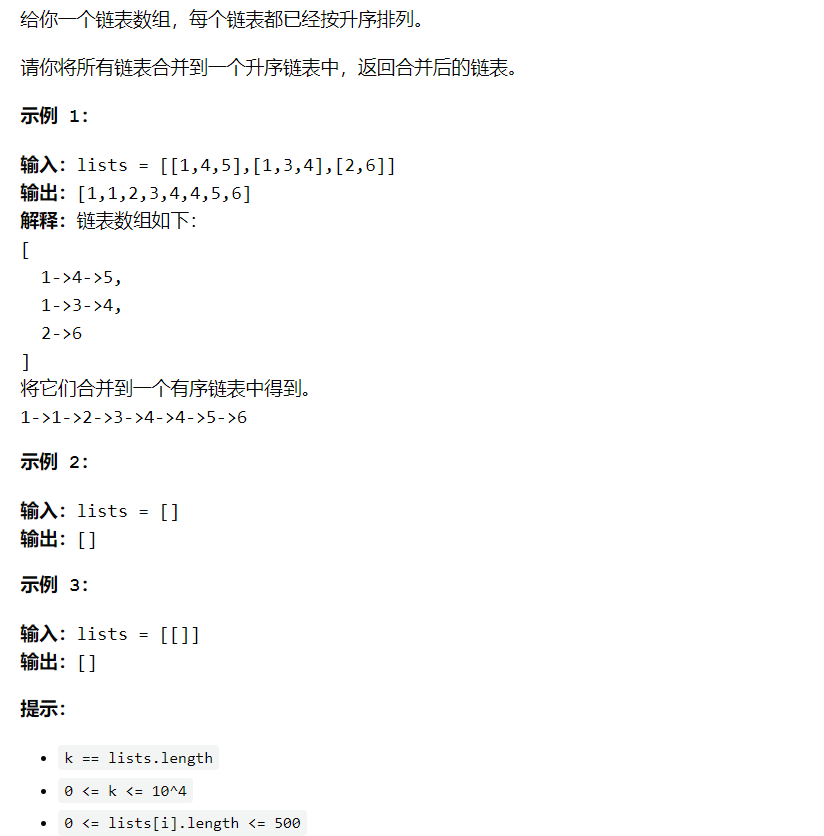 给你一个链表数组，每个链表都已经按升序排列。
请你将所有链表合并到一个升序链表中，返回合并后的链表。
示例 1：
输入：lists = [[1,4,5],[1,3,4],[2,6]]
输出：[1,1,2,3,4,4,5,6]
解释：链表数组如下：
[
  1->4->5,
  1->3->4,
  2->6
]
将它们合并到一个有序链表中得到。
1->1->2->3->4->4->5->6
示例 2：
输入：lists = []
输出：[]
示例 3：
输入：lists = [[]]
输出：[]
提示：
• k == lists.length
• 0 <= k <= 10^4
• 0 <= lists[i].length <= 500